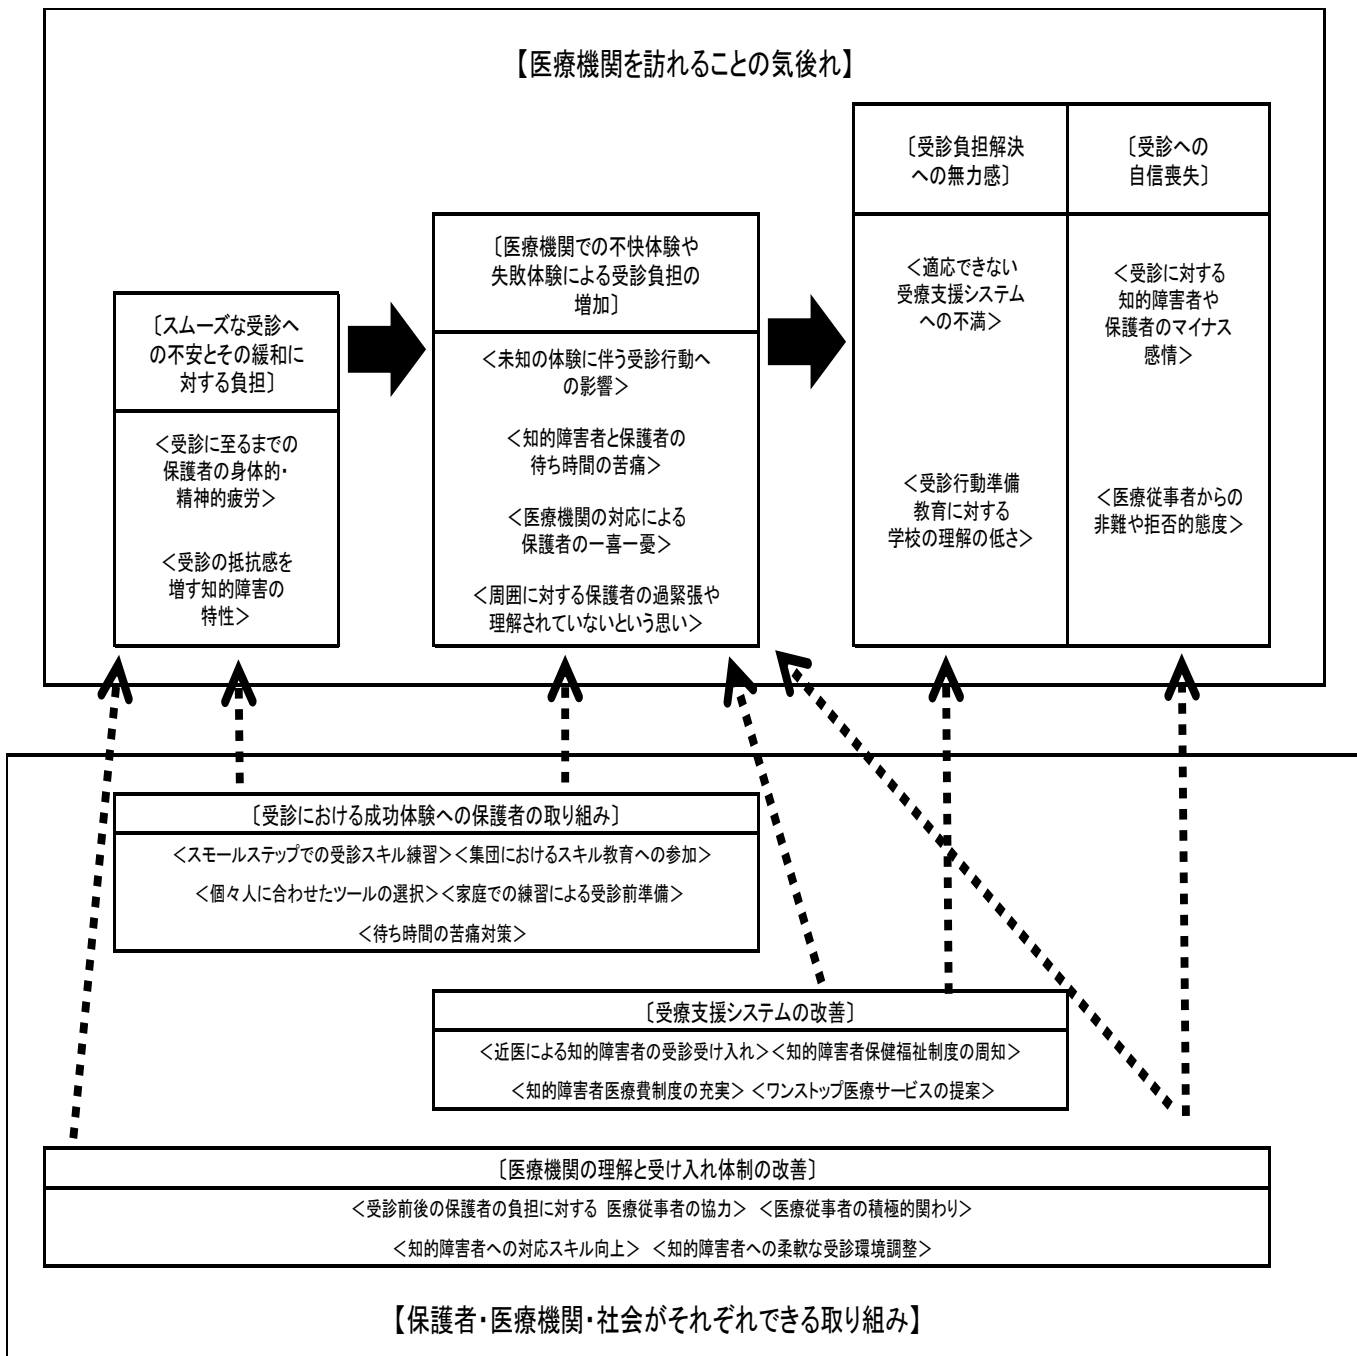 【医療機関を訪れることの気後れ】
〔受診負担解決
への無力感〕
〔受診への
自信喪失〕
〔医療機関での不快体験や
失敗体験による受診負担の
増加〕
〔スムーズな受診へ
の不安とその緩和に
対する負担〕
<受診に至るまでの
保護者の身体的・
精神的疲労>
<受診の抵抗感を
増す知的障害の
特性>
<未知の体験に伴う受診行動へ
の影響>
<知的障害者と保護者の
待ち時間の苦痛>
<医療機関の対応による
保護者の一喜一憂>
<周囲に対する保護者の過緊張や
理解されていないという思い>
<適応できない
受療支援システム
への不満>
<受診行動準備
教育に対する
学校の理解の低さ>
<受診に対する
知的障害者や
保護者のマイナス
感情>
<医療従事者からの
非難や拒否的態度>
〔受診における成功体験への保護者の取り組み〕
<スモールステップでの受診スキル練習><集団におけるスキル教育への参加>
<個々人に合わせたツールの選択><家庭での練習による受診前準備>
<待ち時間の苦痛対策>
〔受療支援システムの改善〕
<近医による知的障害者の受診受け入れ><知的障害者保健福祉制度の周知>
<知的障害者医療費制度の充実> <ワンストップ医療サービスの提案>
〔医療機関の理解と受け入れ体制の改善〕
<受診前後の保護者の負担に対する 医療従事者の協力> <医療従事者の積極的関わり>
<知的障害者への対応スキル向上> <知的障害者への柔軟な受診環境調整>
【保護者・医療機関・社会がそれぞれできる取り組み】